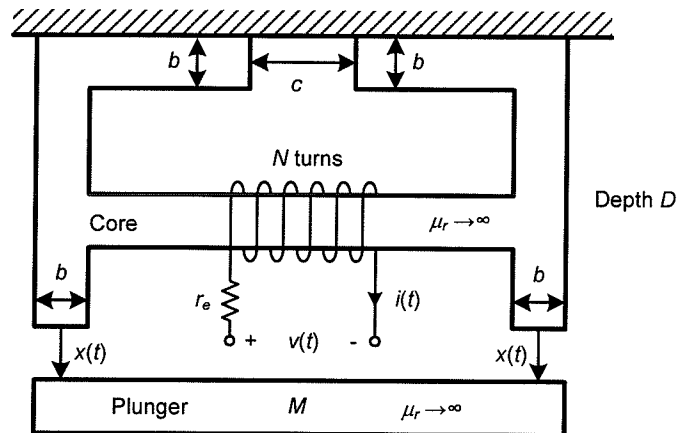 b
b
c
N turns
Core
μr→∞
Depth D
b
b
re
i(t)
+ v(t) -
x(t)
x(t)
Plunger M μr→∞